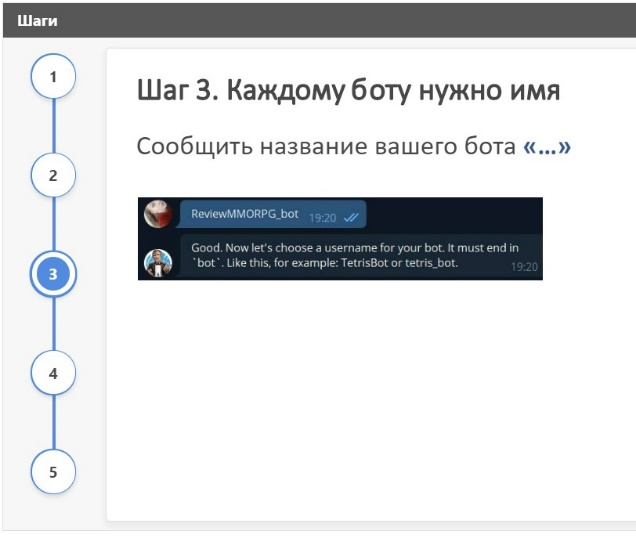 Шаги
1
2
3
4
5
Шаг 3. Каждому боту нужно имя
Сообщить название вашего бота «...»
ReviewMMORPG_bot 19:20
Good. Now let's choose a username for your bot. It must end in
`bot`. Like this, for example: TetrisBot or tetris_bot. 19:20